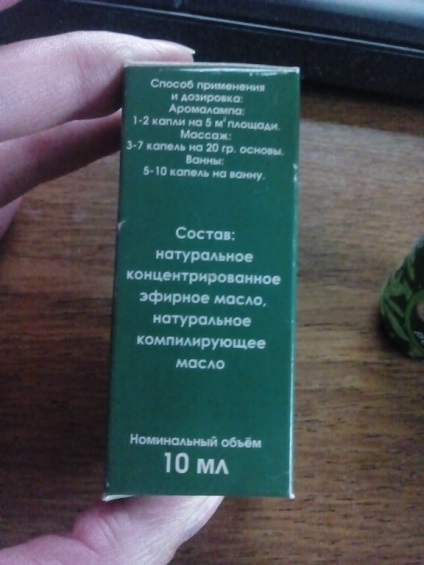 Способ применения
и дозировка:
Аромалампа:
1-2 капли на 5 м² площади.
Массаж:
3-7 капель на 20 гр. основы.
Ванны:
5-10 капель на ванну.
Состав:
натуральное
концентрированное
эфирное масло,
натуральное
компилирующее
масло
Номинальный объём
10 мл